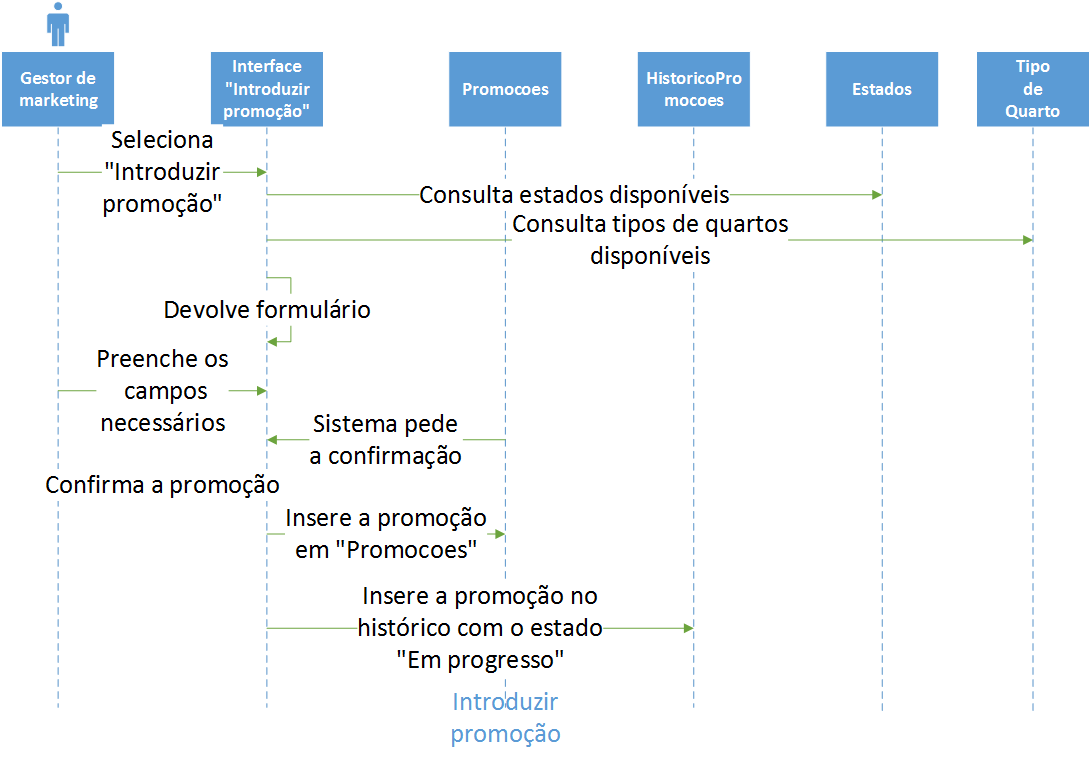 Gestor de
marketing
Interface
"Introduzir
promoção"
Promocoes
HistoricoPro
mocoes
Estados
Tipo
de
Quarto
Seleciona
"Introduzir
promoção"
Consulta estados disponíveis
Consulta tipos de quartos
disponíveis
Devolve formulário
Preenche os
campos
necessários
Sistema pede
a confirmação
Confirma a promoção
Insere a promoção
em "Promocoes"
Insere a promoção no
histórico com o estado
"Em progresso"
Introduzir
promoção